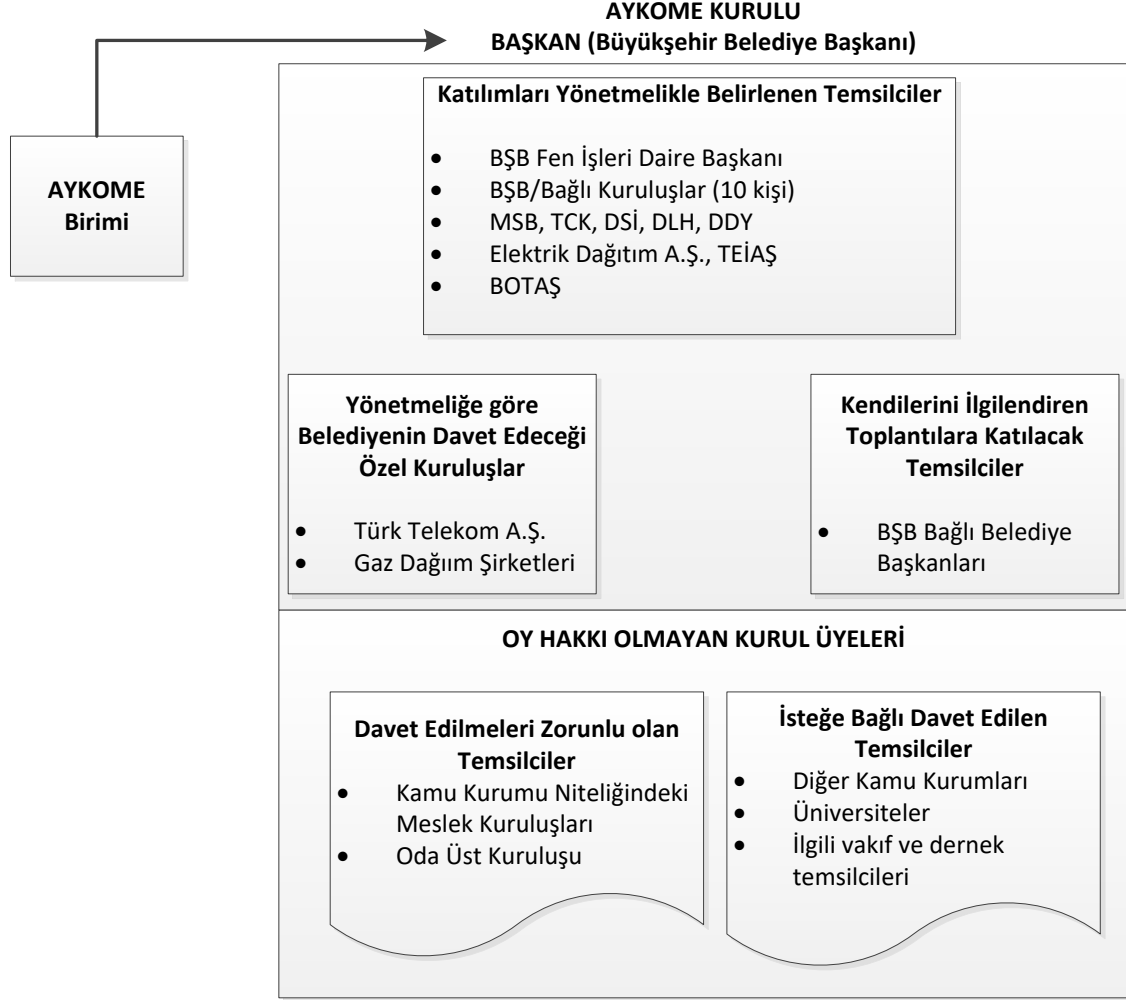 AYKOME KURULU
BAŞKAN (Büyükşehir Belediye Başkanı)
AYKOME
Birimi
Katılımları Yönetmelikle Belirlenen Temsilciler
• BŞB Fen İşleri Daire Başkanı
• BŞB/Bağlı Kuruluşlar (10 kişi)
• MSB, TCK, DSİ, DLH, DDY
• Elektrik Dağıtım A.Ş., TEİAŞ
• BOTAŞ
Yönetmeliğe göre
Belediyenin Davet Edeceği
Özel Kuruluşlar
• Türk Telekom A.Ş.
• Gaz Dağıım Şirketleri
Kendilerini İlgilendiren
Toplantılara Katılacak
Temsilciler
• BŞB Bağlı Belediye
Başkanları
OY HAKKI OLMAYAN KURUL ÜYELERİ
Davet Edilmeleri Zorunlu olan
Temsilciler
• Kamu Kurumu Niteliğindeki
Meslek Kuruluşları
• Oda Üst Kuruluşu
İsteğe Bağlı Davet Edilen
Temsilciler
• Diğer Kamu Kurumları
• Üniversiteler
• İlgili vakıf ve dernek
temsilcileri